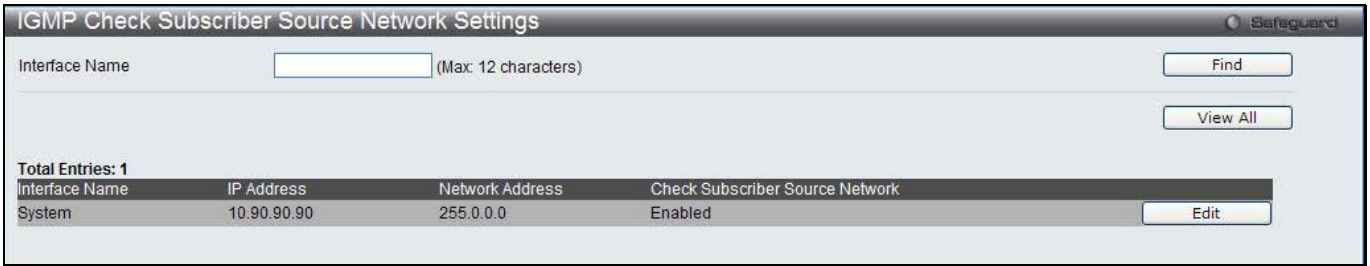 IGMP Check Subscriber Source Network Settings Safeguard
Interface Name (Max: 12 characters) Find
View All
Total Entries: 1
Interface Name IP Address Network Address Check Subscriber Source Network
System 10.90.90.90 255.0.0.0 Enabled Edit